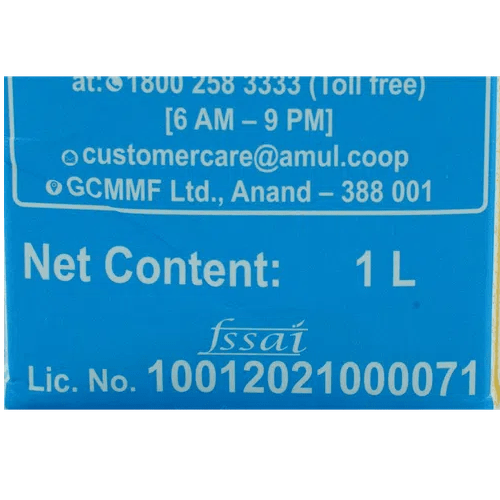 at: 1800 258 3333 (Toll free)
[6 AM – 9 PM]
customercare@amul.coop
GCMMF Ltd., Anand – 388 001
Net Content: 1 L
fssai
Lic. No. 10012021000071